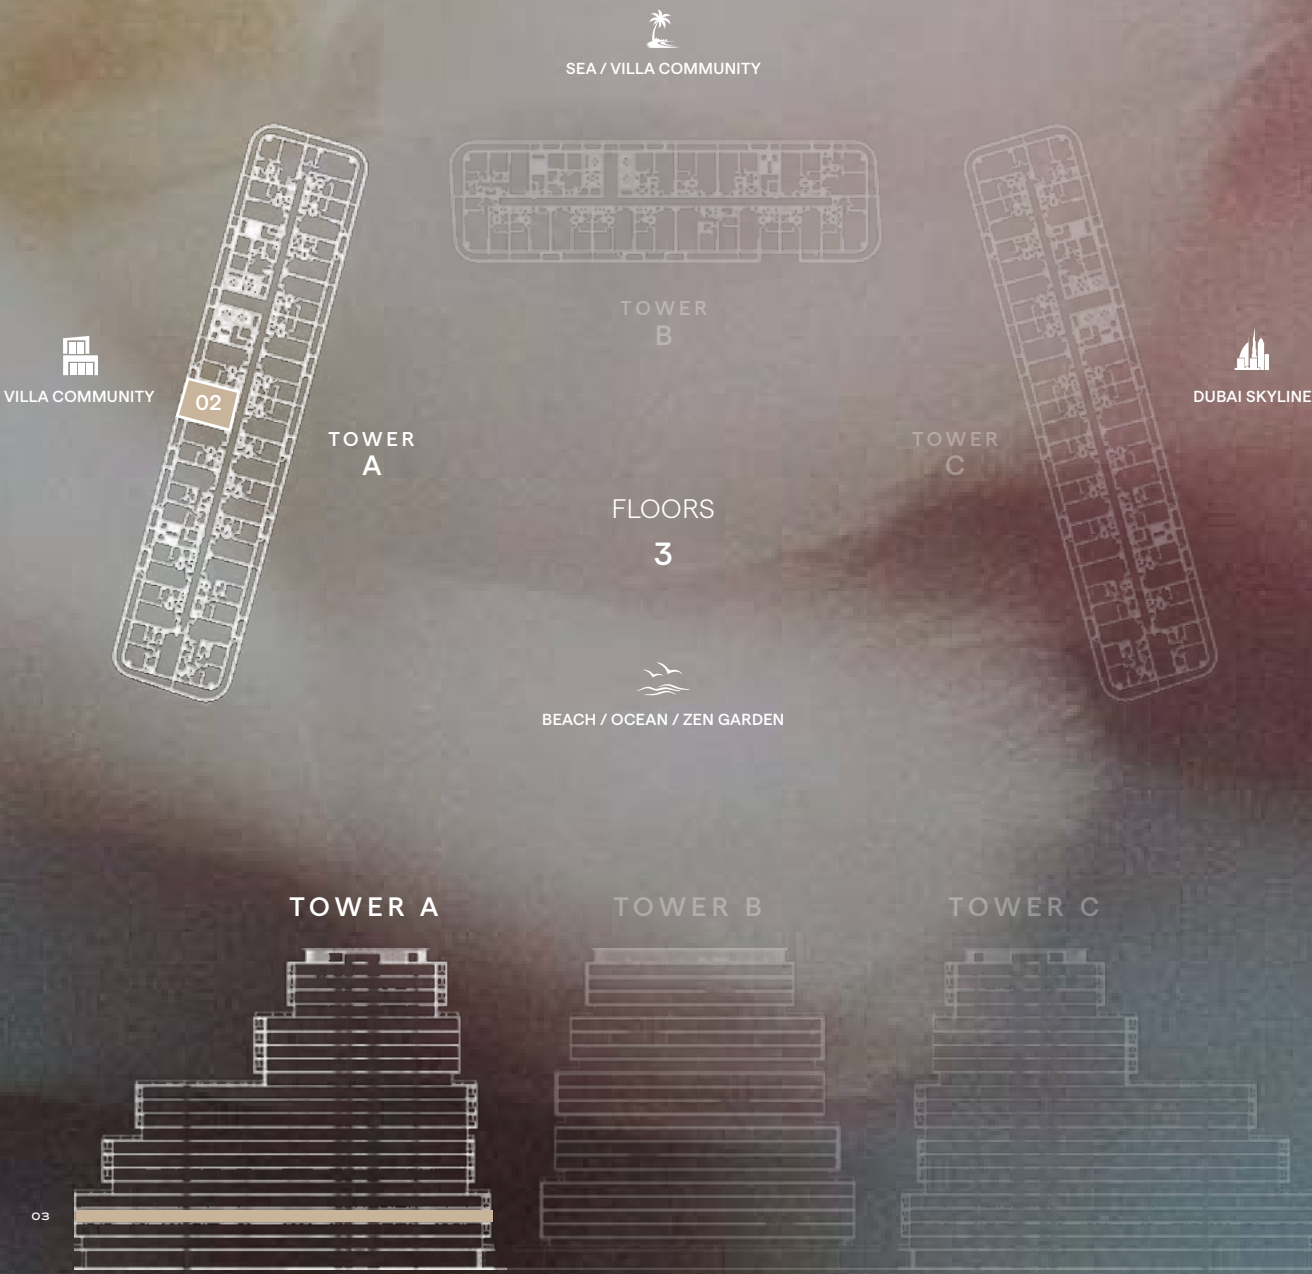 SEA / VILLA COMMUNITY
TOWER
B
VILLA COMMUNITY
DUBAI SKYLINE
02
TOWER
A
TOWER
C
FLOORS
3
BEACH / OCEAN / ZEN GARDEN
TOWER A
TOWER B
TOWER C
03